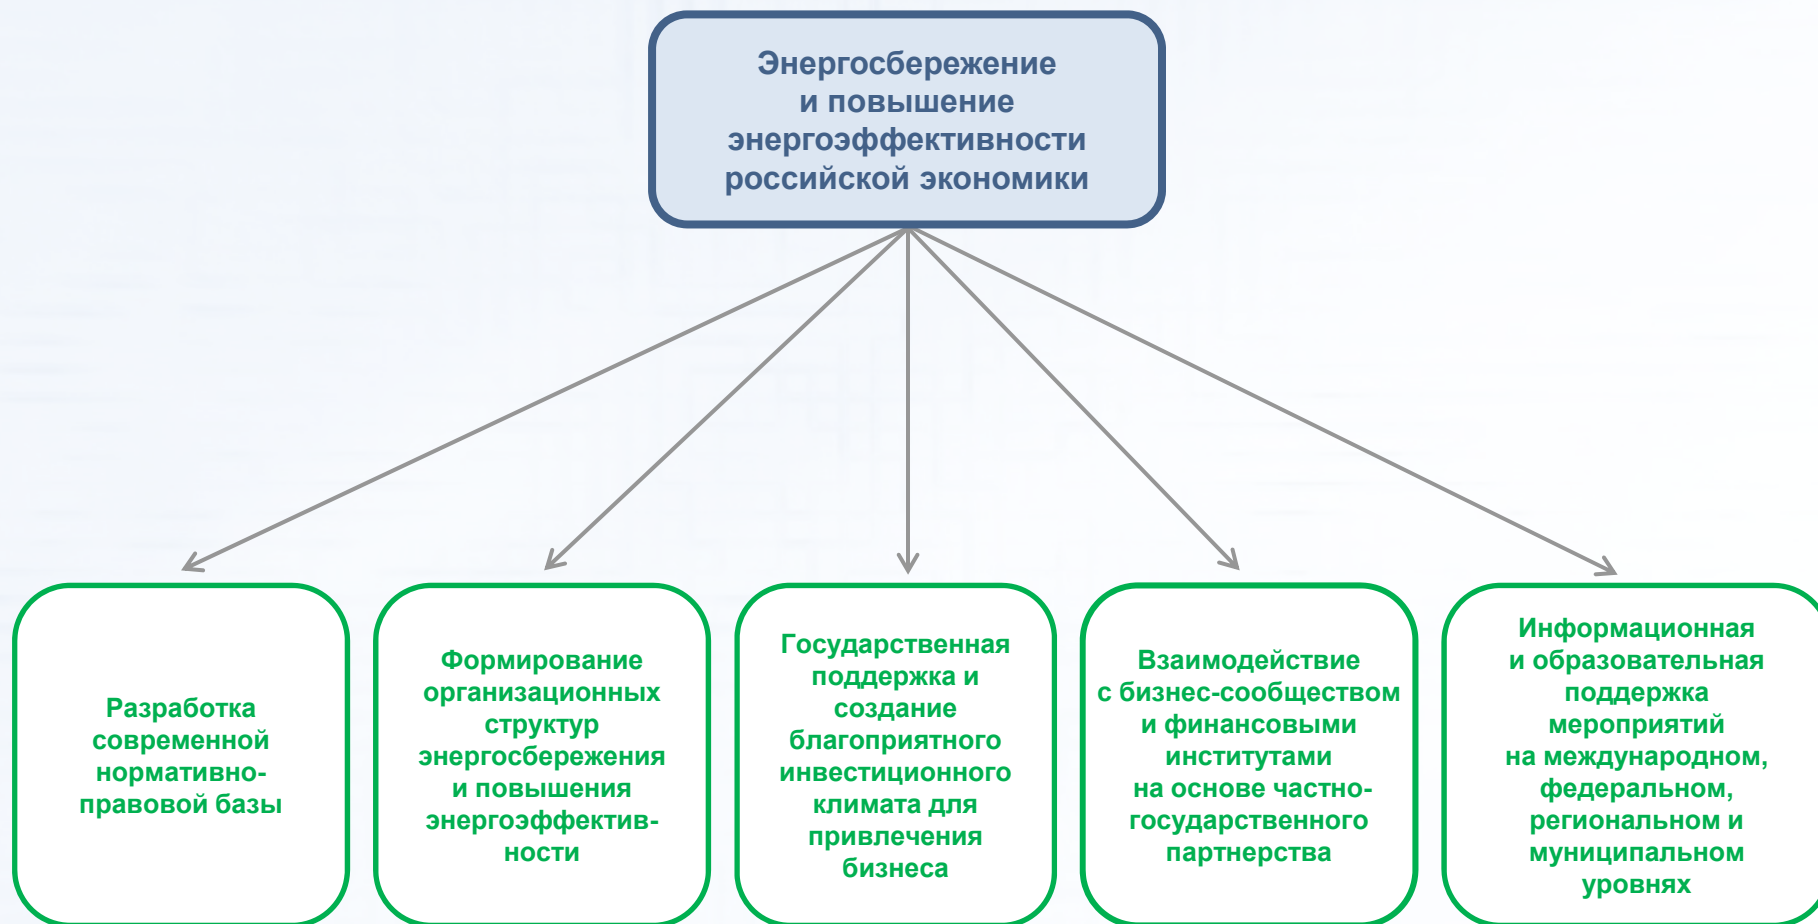 Энергосбережение
и повышение
энергоэффективности
российской экономики
Разработка
современной
нормативно-
правовой базы
Формирование
организационных
структур
энергосбережения
и повышения
энергоэффектив-
ности
Государственная
поддержка и
создание
благоприятного
инвестиционного
климата для
привлечения
бизнеса
Взаимодействие
с бизнес-сообществом
и финансовыми
институтами
на основе частно-
государственного
партнерства
Информационная
и образовательная
поддержка
мероприятий
на международном,
федеральном,
региональном и
муниципальном
уровнях